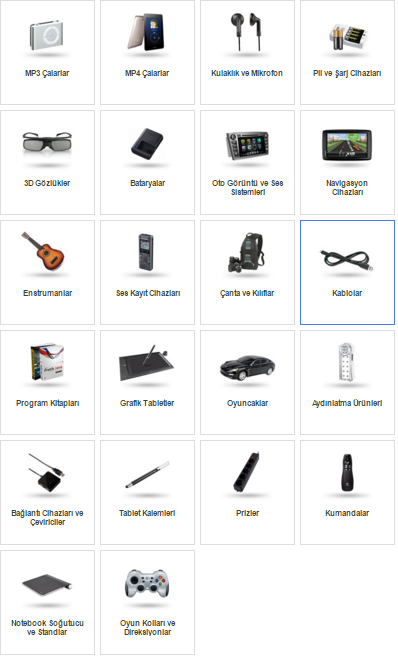 MP3 Çalarlar
MP4 Çalarlar
Kulaklık ve Mikrofon
Pil ve Şarj Cihazları
3D Gözlükler
Bataryalar
Oto Görüntü ve Ses
Sistemleri
Navigasyon
Cihazları
Enstrumanlar
Ses Kayıt Cihazları
Çanta ve Kılıflar
Kablolar
Program Kitapları
Grafik Tabletler
Oyuncaklar
Aydınlatma Ürünleri
Bağlantı Cihazları ve
Çeviriciler
Tablet Kalemleri
Prizler
Kumandalar
Notebook Soğutucu
ve Standlar
Oyun Kolları ve
Direksiyonlar